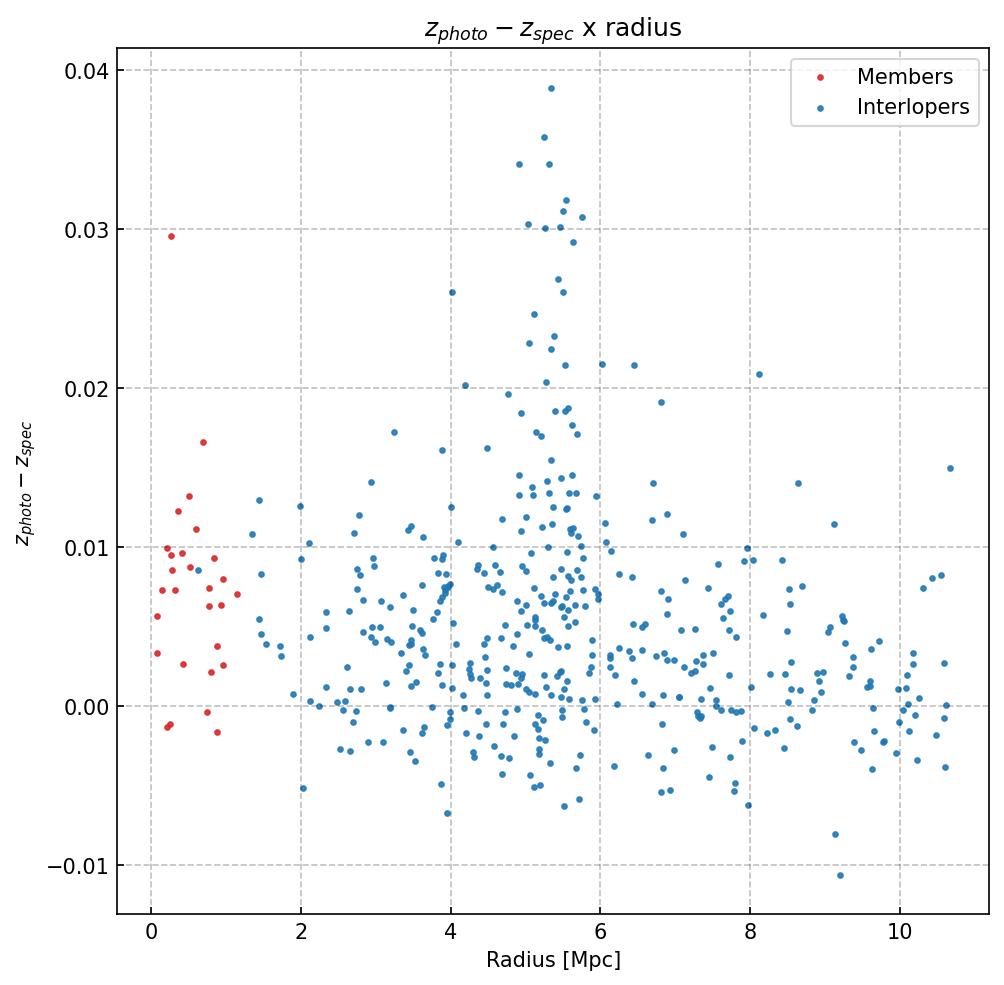 z_photo − z_spec x radius
Members
Interlopers
0.04
0.03
0.02
0.01
0.00
−0.01
z_photo − z_spec
0 2 4 6 8 10
Radius [Mpc]